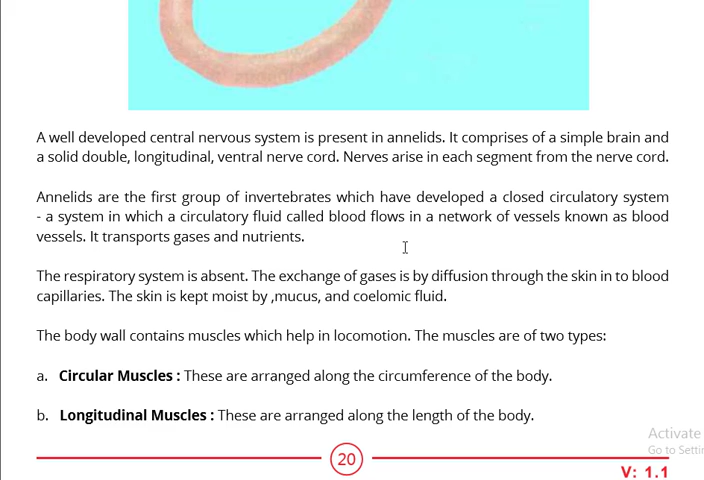 A well developed central nervous system is present in annelids. It comprises of a simple brain and
a solid double, longitudinal, ventral nerve cord. Nerves arise in each segment from the nerve cord.
Annelids are the first group of invertebrates which have developed a closed circulatory system
- a system in which a circulatory fluid called blood flows in a network of vessels known as blood
vessels. It transports gases and nutrients.
The respiratory system is absent. The exchange of gases is by diffusion through the skin in to blood
capillaries. The skin is kept moist by ,mucus, and coelomic fluid.
The body wall contains muscles which help in locomotion. The muscles are of two types:
a. Circular Muscles : These are arranged along the circumference of the body.
b. Longitudinal Muscles : These are arranged along the length of the body.
Activate
Go to Settin
20
V: 1.1